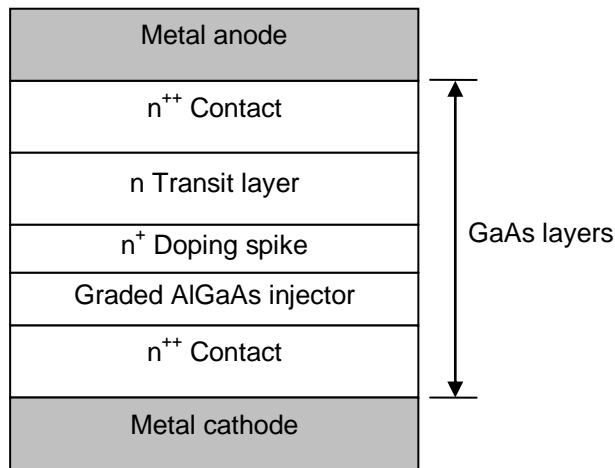 Metal anode
n++ Contact
n Transit layer
n+ Doping spike
GaAs layers
Graded AlGaAs injector
n++ Contact
Metal cathode